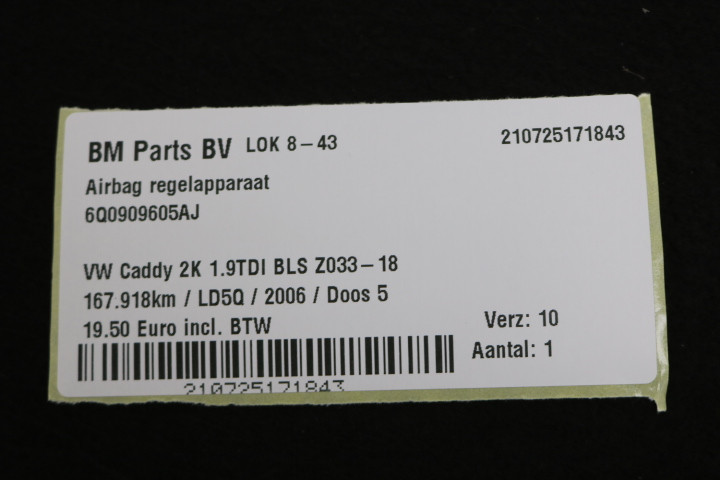 BM Parts BV LOK 8-43 210725171843
Airbag regelapparaat
6Q0909605AJ
VW Caddy 2K 1.9TDI BLS Z033-18
167.918km / LD5Q / 2006 / Doos 5
19.50 Euro incl. BTW Verz: 10
Aantal: 1
210725171843